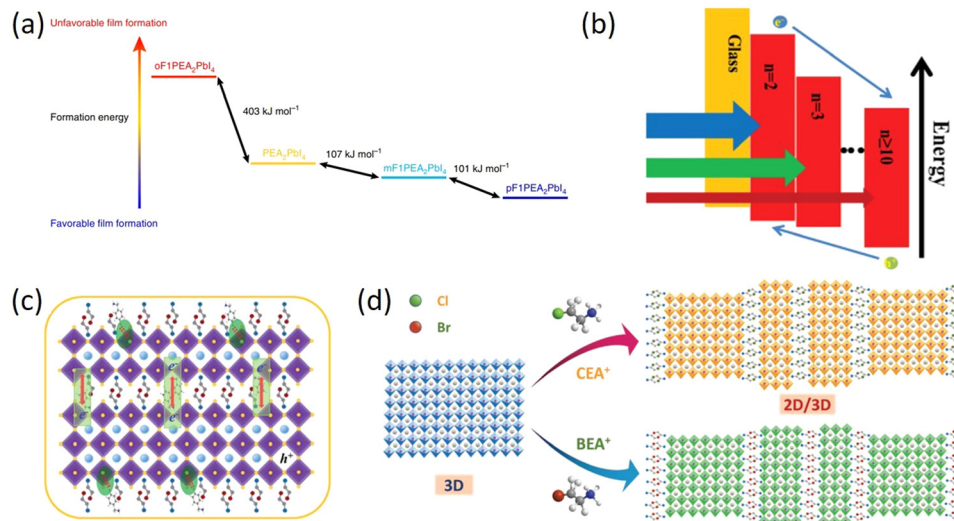 (a)
Unfavorable film formation
oF1PEA₂PbI₄
403 kJ mol⁻¹
Formation energy
PEA₂PbI₄
107 kJ mol⁻¹
mF1PEA₂PbI₄
101 kJ mol⁻¹
pF1PEA₂PbI₄
Favorable film formation
(b)
Glass
n=2
n=3
n≥10
Energy
e⁻
(c)
e⁻
e⁻
e⁻
e⁻
e⁻
e⁻
h⁺
(d)
Cl
Br
3D
CEA⁺
BEA⁺
2D/3D